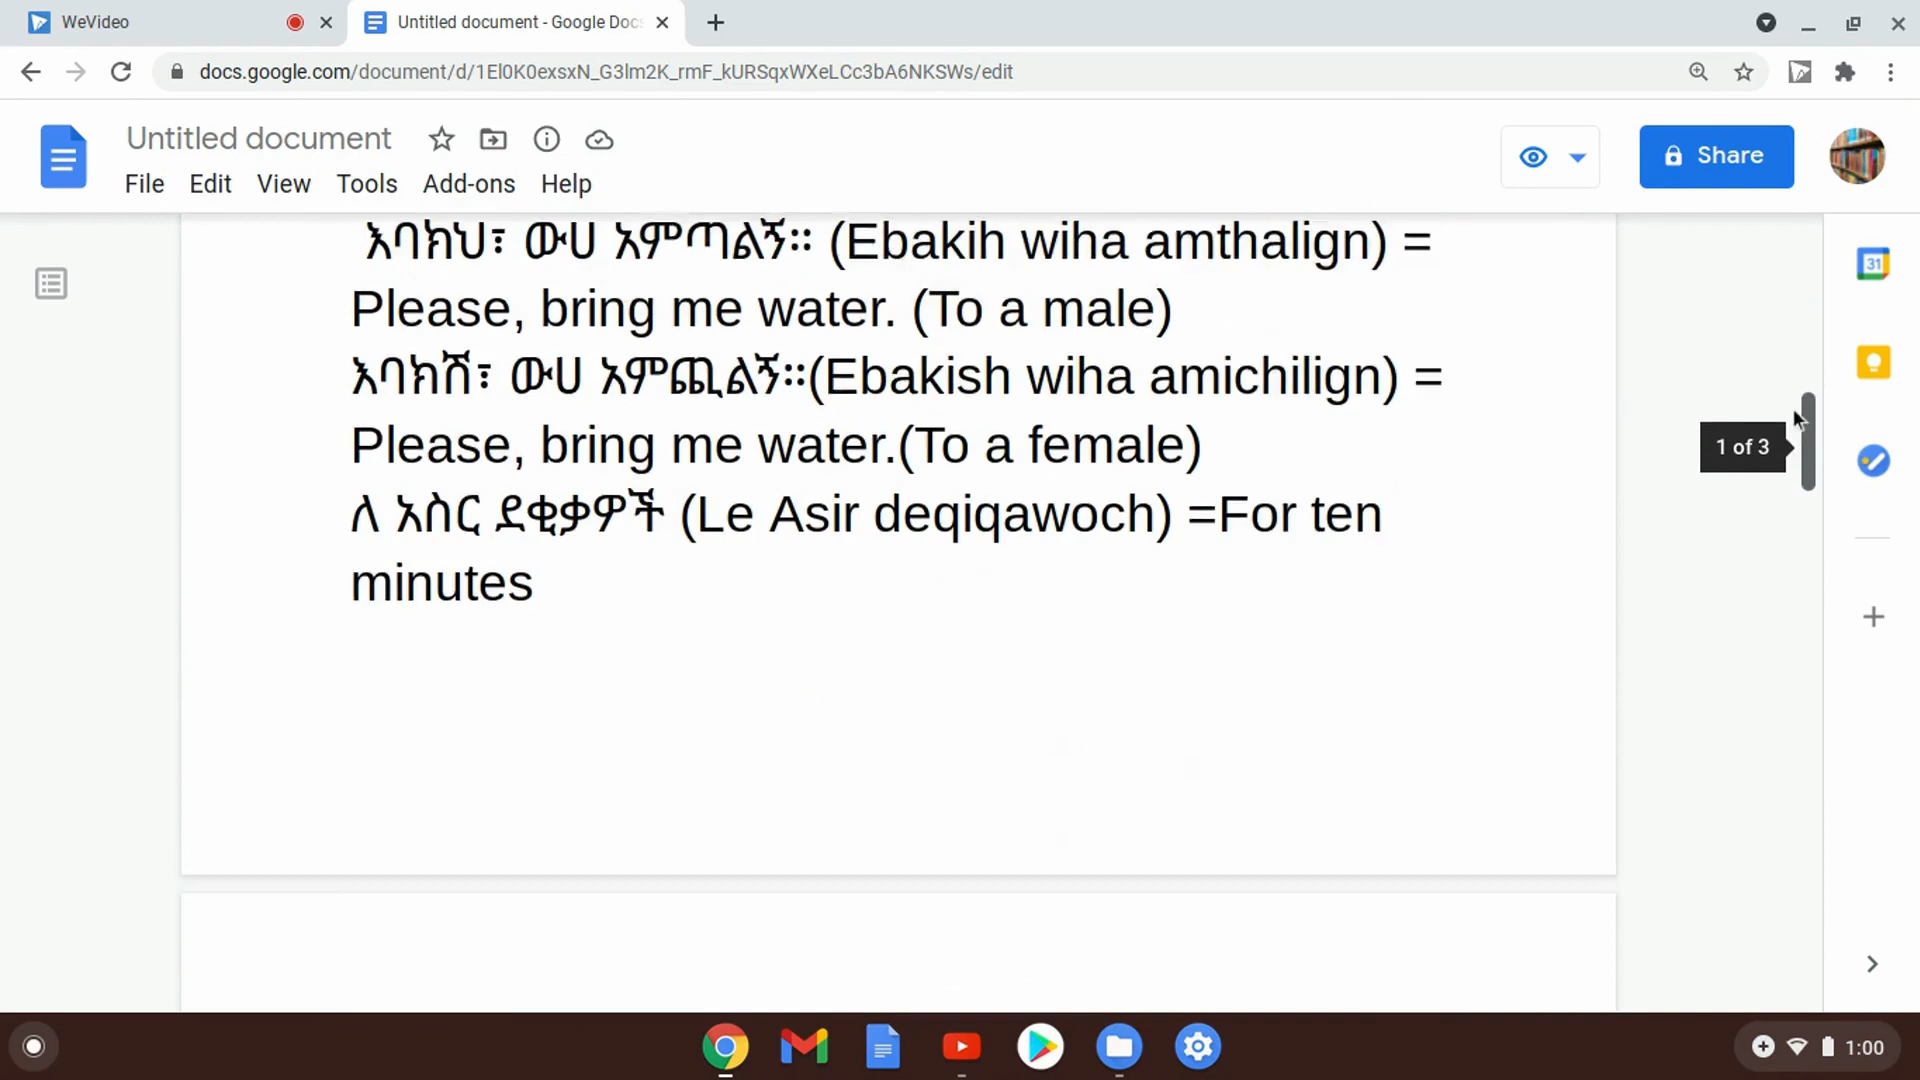 WeVideo
Untitled document - Google Docs
docs.google.com/document/d/1El0K0exsxN_G3lm2K_rmF_kURSqxWXeLCc3bA6NKSWs/edit
Untitled document
File Edit View Tools Add-ons Help
Share
እባክህ፣ ውሀ አምጣልኝ። (Ebakih wiha amthalign) =
Please, bring me water. (To a male)
እባክሽ፣ ውሀ አምጪልኝ።(Ebakish wiha amichilign) =
Please, bring me water.(To a female)
ለ አስር ደቂቃዎች (Le Asir deqiqawoch) =For ten
minutes
31
1 of 3
1:00